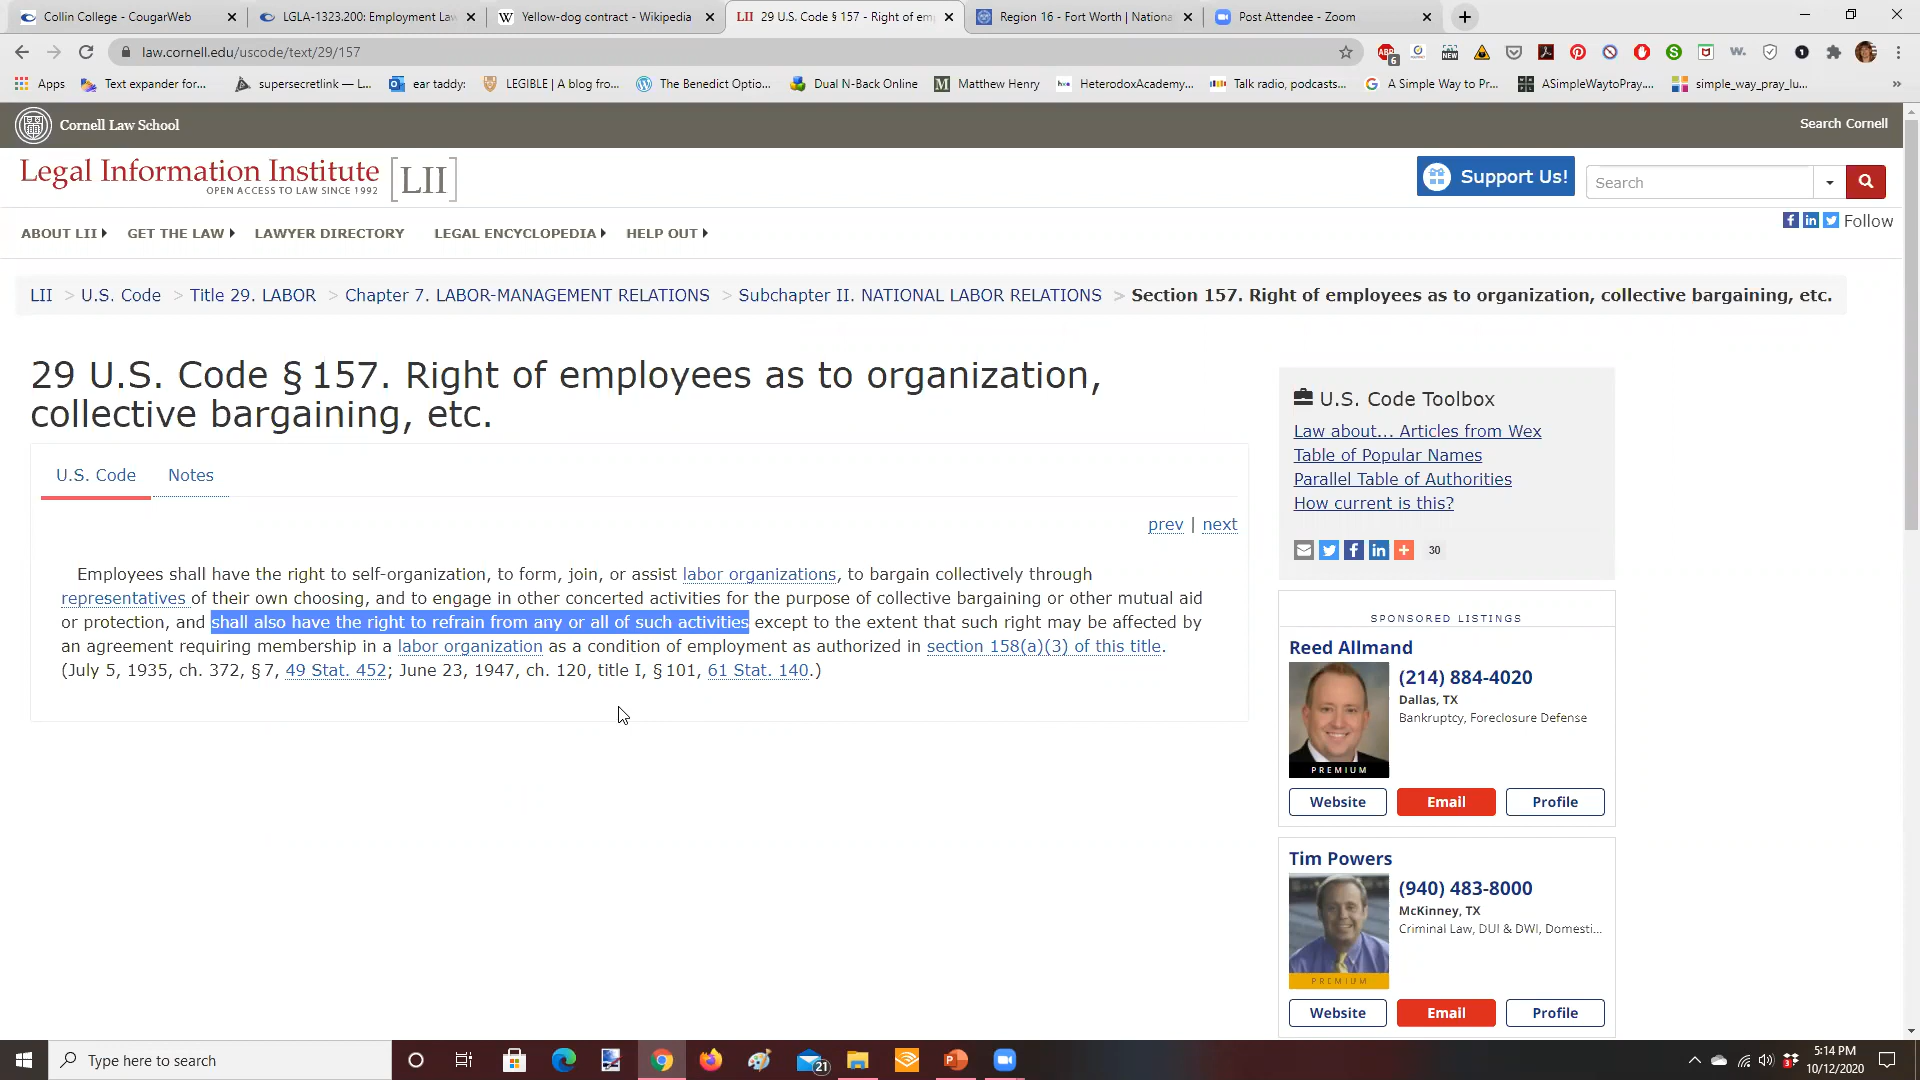 Collin College - CougarWeb
LGLA-1323.200: Employment Law
Yellow-dog contract - Wikipedia
LII 29 U.S. Code § 157 - Right of em
Region 16 - Fort Worth | Nationa
Post Attendee - Zoom
law.cornell.edu/uscode/text/29/157
Apps
Text expander for...
supersecretlink — L...
ear taddy:
LEGIBLE | A blog fro...
The Benedict Optio...
Dual N-Back Online
Matthew Henry
HeterodoxAcademy...
Talk radio, podcasts...
A Simple Way to Pr...
ASimpleWaytoPray....
simple_way_pray_lu...
Cornell Law School
Search Cornell
Legal Information Institute [LII]
OPEN ACCESS TO LAW SINCE 1992
Support Us!
Search
Follow
ABOUT LII
GET THE LAW
LAWYER DIRECTORY
LEGAL ENCYCLOPEDIA
HELP OUT
LII > U.S. Code > Title 29. LABOR > Chapter 7. LABOR-MANAGEMENT RELATIONS > Subchapter II. NATIONAL LABOR RELATIONS > Section 157. Right of employees as to organization, collective bargaining, etc.
29 U.S. Code § 157. Right of employees as to organization,
collective bargaining, etc.
U.S. Code
Notes
prev | next
Employees shall have the right to self-organization, to form, join, or assist labor organizations, to bargain collectively through
representatives of their own choosing, and to engage in other concerted activities for the purpose of collective bargaining or other mutual aid
or protection, and shall also have the right to refrain from any or all of such activities except to the extent that such right may be affected by
an agreement requiring membership in a labor organization as a condition of employment as authorized in section 158(a)(3) of this title.
(July 5, 1935, ch. 372, § 7, 49 Stat. 452; June 23, 1947, ch. 120, title I, § 101, 61 Stat. 140.)
U.S. Code Toolbox
Law about... Articles from Wex
Table of Popular Names
Parallel Table of Authorities
How current is this?
30
SPONSORED LISTINGS
Reed Allmand
(214) 884-4020
Dallas, TX
Bankruptcy, Foreclosure Defense
PREMIUM
Website
Email
Profile
Tim Powers
(940) 483-8000
McKinney, TX
Criminal Law, DUI & DWI, Domesti...
PREMIUM
Website
Email
Profile
Type here to search
21
5:14 PM
10/12/2020